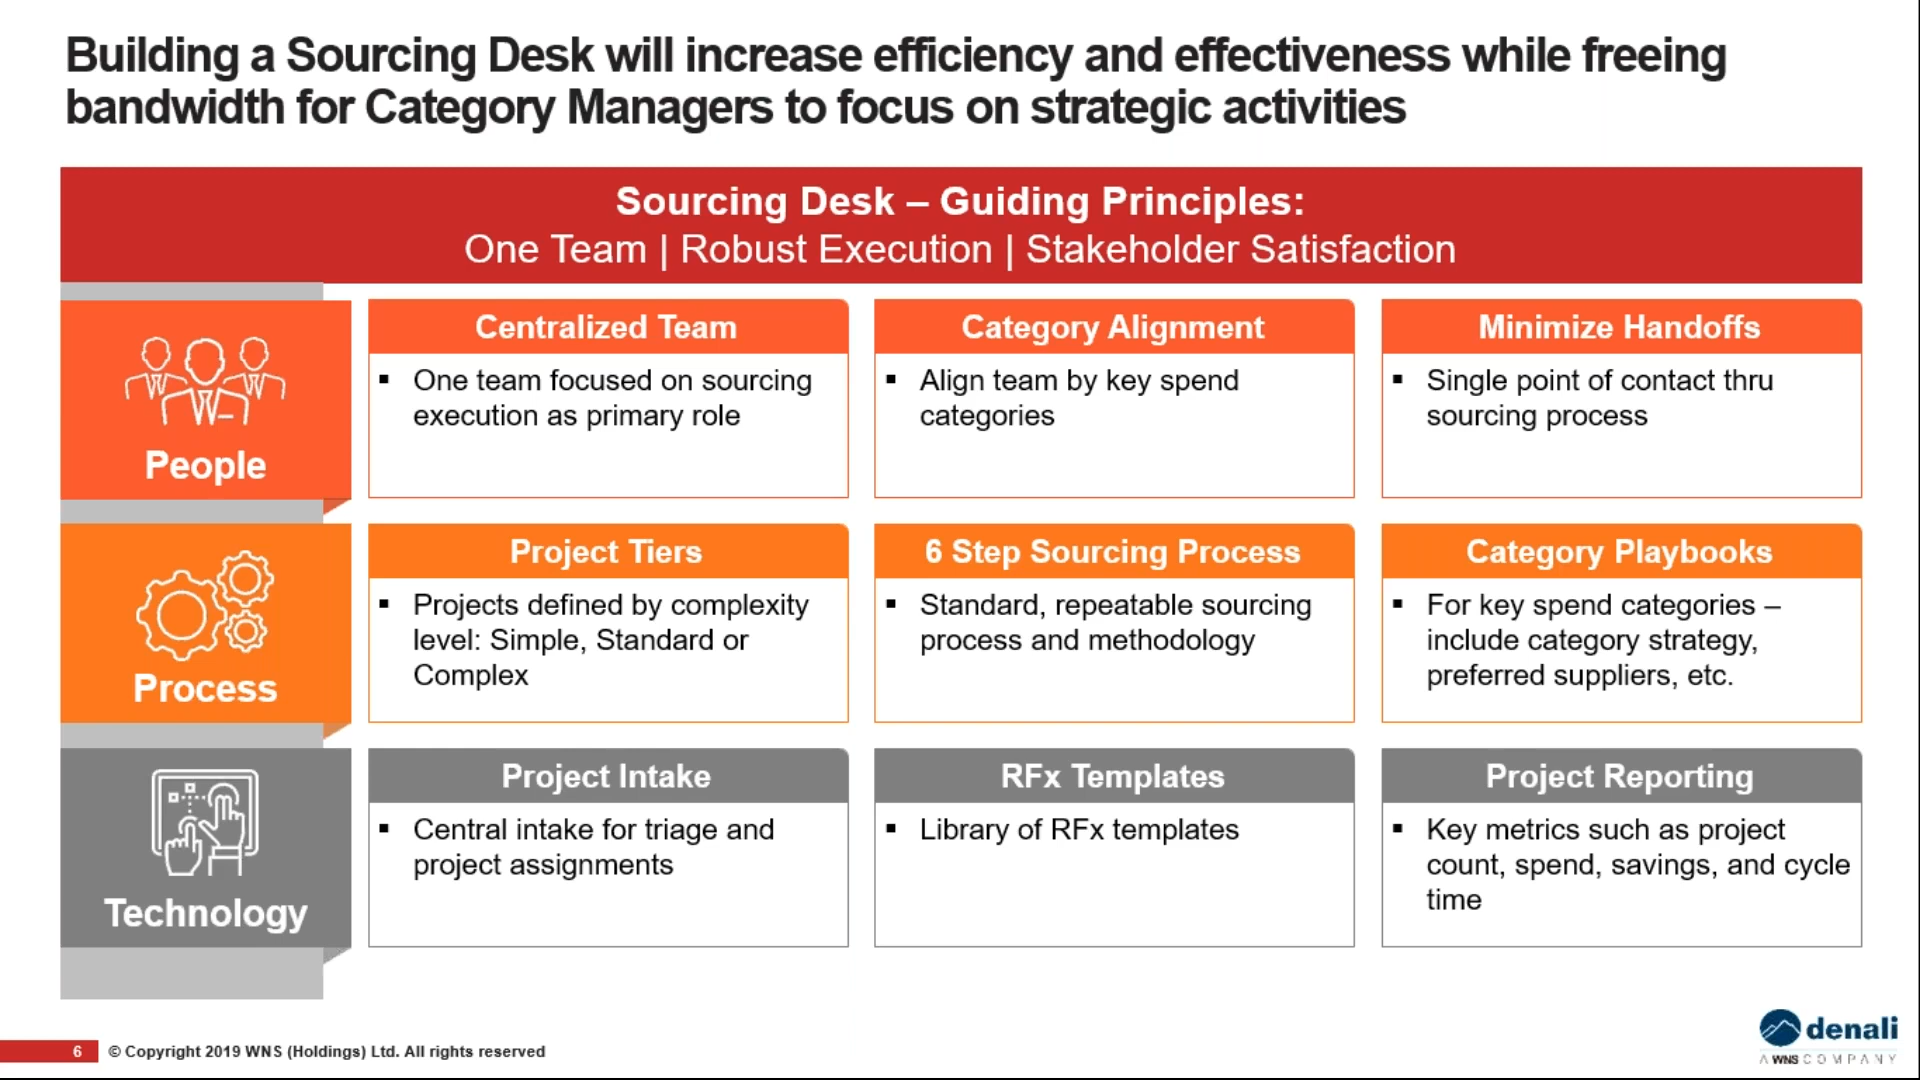 Building a Sourcing Desk will increase efficiency and effectiveness while freeing
bandwidth for Category Managers to focus on strategic activities
Sourcing Desk – Guiding Principles:
One Team | Robust Execution | Stakeholder Satisfaction
People
Centralized Team
▪ One team focused on sourcing
execution as primary role
Category Alignment
▪ Align team by key spend
categories
Minimize Handoffs
▪ Single point of contact thru
sourcing process
Process
Project Tiers
▪ Projects defined by complexity
level: Simple, Standard or
Complex
6 Step Sourcing Process
▪ Standard, repeatable sourcing
process and methodology
Category Playbooks
▪ For key spend categories –
include category strategy,
preferred suppliers, etc.
Technology
Project Intake
▪ Central intake for triage and
project assignments
RFx Templates
▪ Library of RFx templates
Project Reporting
▪ Key metrics such as project
count, spend, savings, and cycle
time
6 © Copyright 2019 WNS (Holdings) Ltd. All rights reserved
denali
A WNS COMPANY